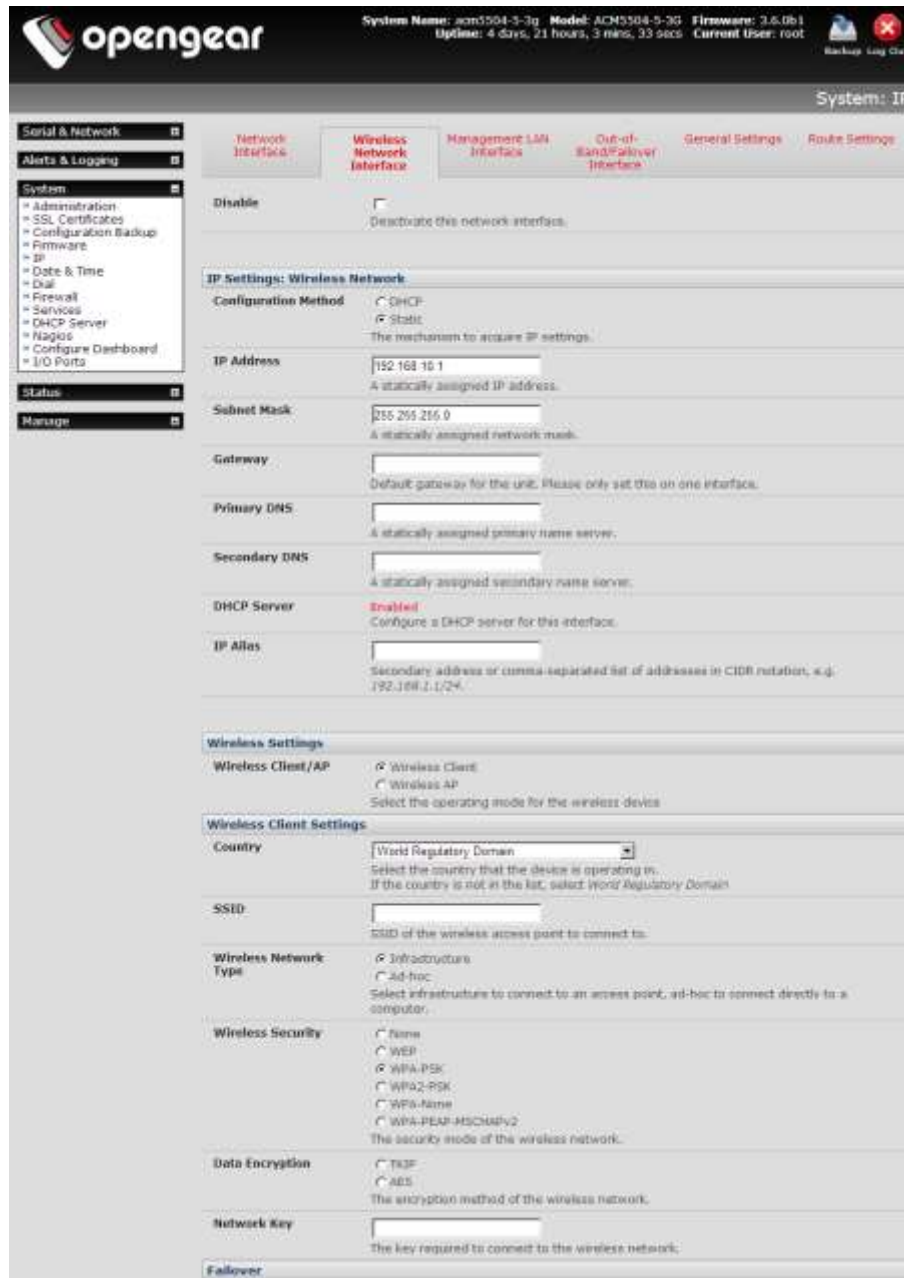 opengear
System Name: acm5504-5-3g Model: ACM5504-5-3G Firmware: 3.6.0b1
Uptime: 4 days, 21 hours, 3 mins, 33 secs Current User: root
Backup Log Ou
System: IP
Serial & Network
Alerts & Logging
System
Administration
SSL Certificates
Configuration Backup
Firmware
IP
Date & Time
Dial
Firewall
Services
DHCP Server
Nagios
Configure Dashboard
I/O Ports
Status
Manage
Network Interface
Wireless Network Interface
Management LAN Interface
Out-of-Band/Failover Interface
General Settings
Route Settings
Disable
Deactivate this network interface.
IP Settings: Wireless Network
Configuration Method
DHCP
Static
The mechanism to acquire IP settings.
IP Address
192.168.10.1
A statically assigned IP address.
Subnet Mask
255.255.255.0
A statically assigned network mask.
Gateway
Default gateway for the unit. Please only set this on one interface.
Primary DNS
A statically assigned primary name server.
Secondary DNS
A statically assigned secondary name server.
DHCP Server
Enabled
Configure a DHCP server for this interface.
IP Alias
Secondary address or comma-separated list of addresses in CIDR notation, e.g.
192.168.1.1/24.
Wireless Settings
Wireless Client/AP
Wireless Client
Wireless AP
Select the operating mode for the wireless device
Wireless Client Settings
Country
World Regulatory Domain
Select the country that the device is operating in.
If the country is not in the list, select World Regulatory Domain
SSID
SSID of the wireless access point to connect to.
Wireless Network Type
Infrastructure
Ad-hoc
Select infrastructure to connect to an access point, ad-hoc to connect directly to a
computer.
Wireless Security
None
WEP
WPA-PSK
WPA2-PSK
WPA-None
WPA-PEAP-MSCHAPv2
The security mode of the wireless network.
Data Encryption
TKIP
AES
The encryption method of the wireless network.
Network Key
The key required to connect to the wireless network.
Failover